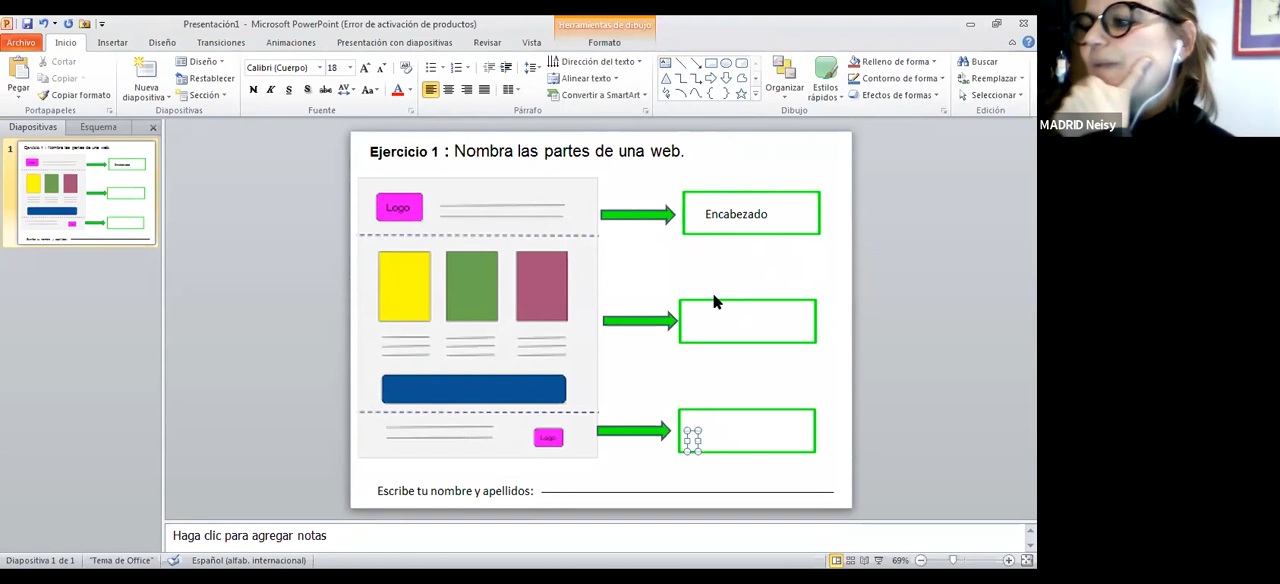 Presentación1 - Microsoft PowerPoint (Error de activación de productos)
Herramientas de dibujo
Archivo Inicio Insertar Diseño Transiciones Animaciones Presentación con diapositivas Revisar Vista Formato
Pegar
Cortar
Copiar
Copiar formato
Portapapeles
Nueva diapositiva
Diseño
Restablecer
Sección
Diapositivas
Calibri (Cuerpo) 18
N K S S abc AV Aa A
Fuente
Dirección del texto
Alinear texto
Convertir a SmartArt
Párrafo
Organizar
Estilos rápidos
Relleno de forma
Contorno de forma
Efectos de formas
Dibujo
Buscar
Reemplazar
Seleccionar
Edición
MADRID Neisy
Diapositivas Esquema
1
Ejercicio 1 : Nombra las partes de una web.
Logo
Encabezado
Logo
Escribe tu nombre y apellidos:
Haga clic para agregar notas
Diapositiva 1 de 1 "Tema de Office" Español (alfab. internacional) 69%